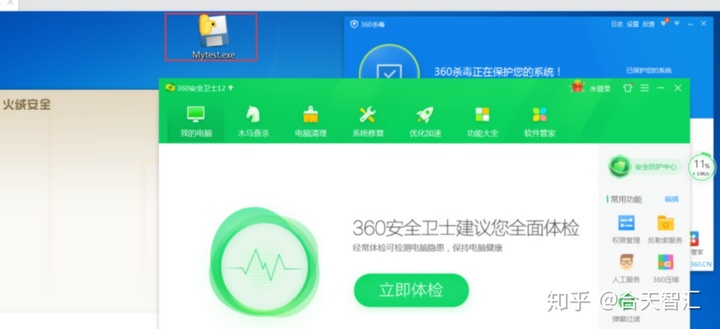 Mytest.exe
火绒安全
360杀毒
日志 设置 反馈
360杀毒正在保护您的系统！
已保护您的系统
360安全卫士12
未登录
我的电脑
木马查杀
电脑清理
系统修复
优化加速
功能大全
软件管家
安全防护中心
11%
常用功能
编辑
360安全卫士建议您全面体检
经常体检可检测电脑隐患，保持电脑健康
权限管理
反勒索服务
立即体检
人工服务
360压缩
弹窗过滤
管家
360.CN
知乎 @合天智汇